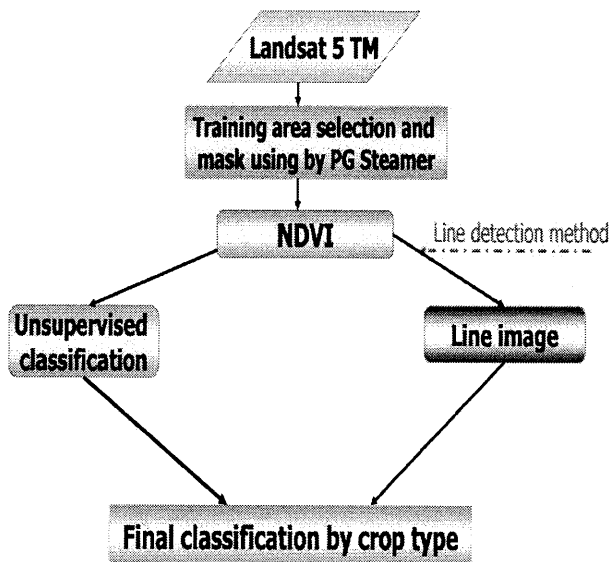 Landsat 5 TM
Training area selection and
mask using by PG Steamer
NDVI
Line detection method
Unsupervised
classification
Line image
Final classification by crop type